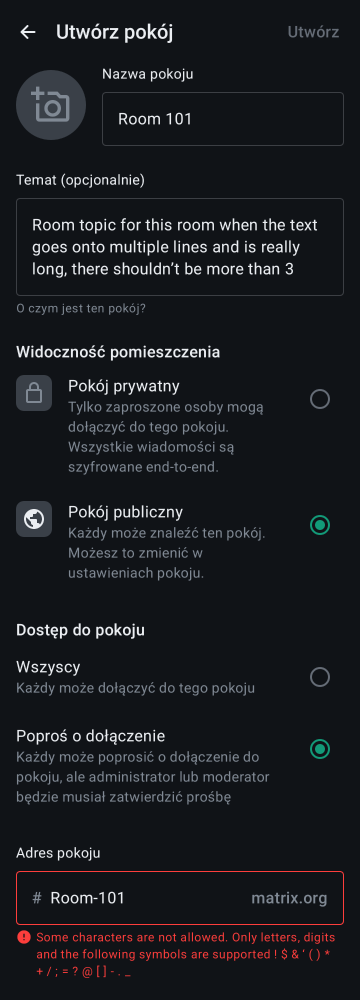 Utwórz pokój
Utwórz
Nazwa pokoju
Room 101
Temat (opcjonalnie)
Room topic for this room when the text
goes onto multiple lines and is really
long, there shouldn’t be more than 3
O czym jest ten pokój?
Widoczność pomieszczenia
Pokój prywatny
Tylko zaproszone osoby mogą
dołączyć do tego pokoju.
Wszystkie wiadomości są
szyfrowane end-to-end.
Pokój publiczny
Każdy może znaleźć ten pokój.
Możesz to zmienić w
ustawieniach pokoju.
Dostęp do pokoju
Wszyscy
Każdy może dołączyć do tego pokoju
Poproś o dołączenie
Każdy może poprosić o dołączenie do
pokoju, ale administrator lub moderator
będzie musiał zatwierdzić prośbę
Adres pokoju
# Room-101 matrix.org
Some characters are not allowed. Only letters, digits
and the following symbols are supported ! $ & ‘ ( ) *
+ / ; = ? @ [ ] - . _